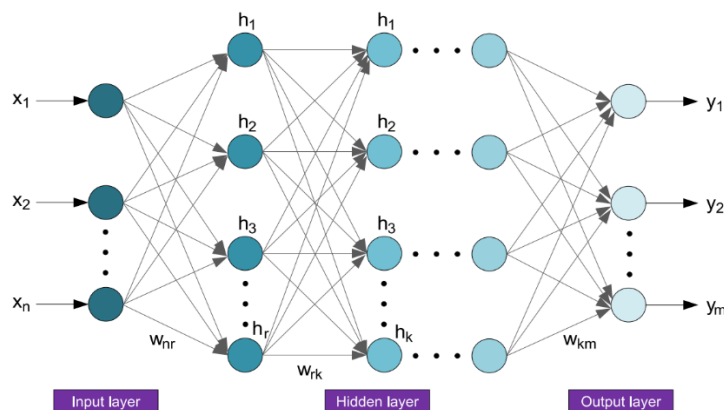 h1 h1
x1 y1
h2 h2
x2 y2
h3 h3
xn ym
wnr hr wrk hk wkm
Input layer Hidden layer Output layer